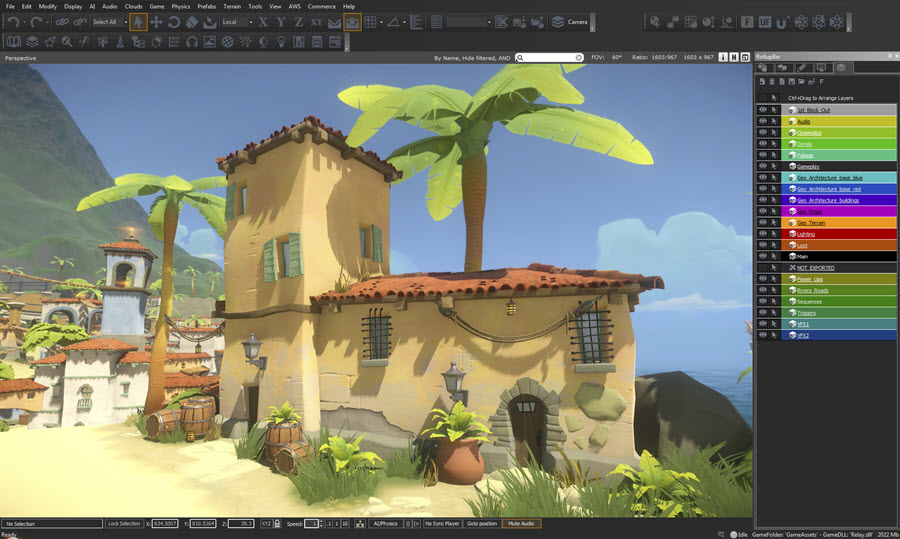 File Edit Modify Display AI Audio Clouds Game Physics Prefabs Terrain Tools View AWS Commerce Help
Select All Local X Y Z XY Camera
F UF U
Perspective By Name, Hide filtered, AND FOV: 60° Ratio: 1603:967 1603 x 967 i H
RollupBar
F
Ctrl+Drag to Arrange Layers
1st_Block_Out
Audio
Cinematics
Decals
Foliage
Gameplay
Geo_Architecture_base_blue
Geo_Architecture_base_red
Geo_Architecture_buildings
Geo_Props
Geo_Terrain
Lighting
Loot
Main
NOT_EXPORTED
Power_Ups
Rivers_Roads
Sequences
Triggers
VFX1
VFX2
No Selection Lock Selection X: 634.5007 Y: 810.5164 Z: 39.3 XYZ Speed: 1 .1 1 10 AI/Physics No Sync Player Goto position Mute Audio
Ready Idle GameFolder: 'GameAssets' - GameDLL: 'Relay.dll' 2022 Mb